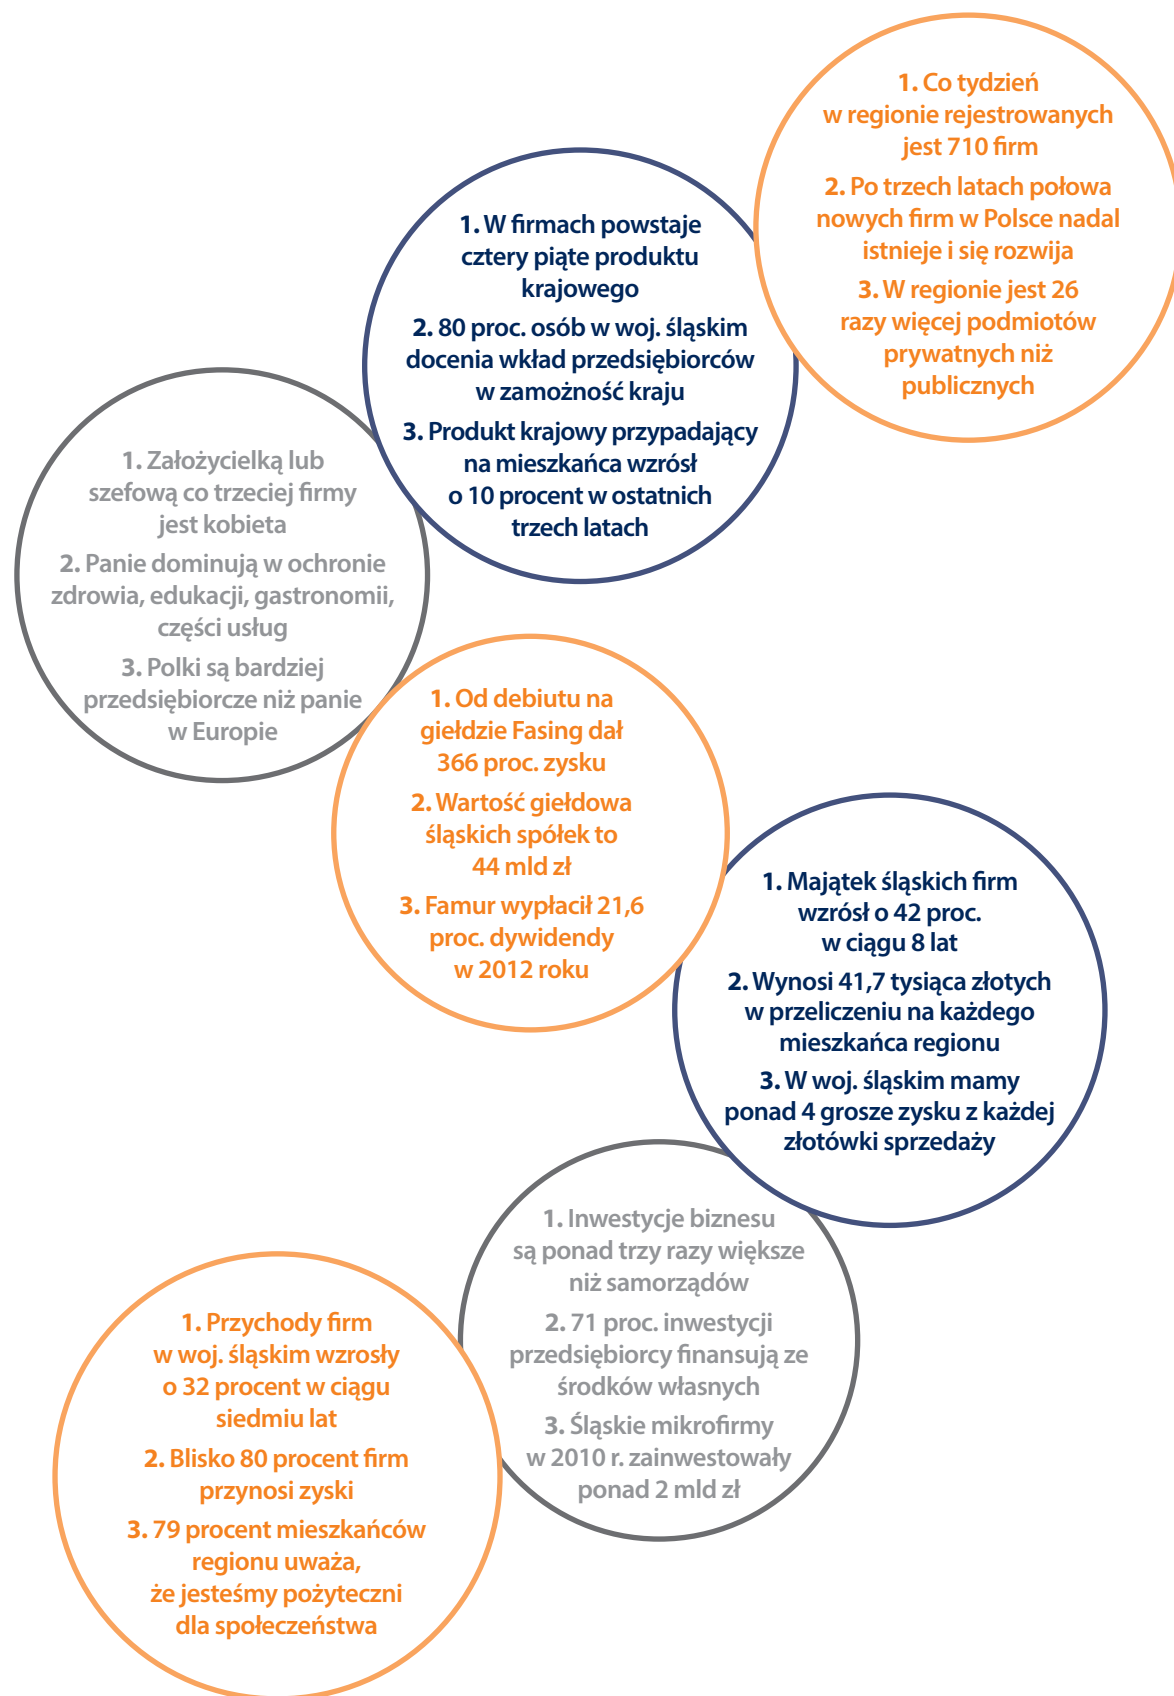 1. Co tydzień
w regionie rejestrowanych
jest 710 firm
2. Po trzech latach połowa
nowych firm w Polsce nadal
istnieje i się rozwija
3. W regionie jest 26
razy więcej podmiotów
prywatnych niż
publicznych
1. W firmach powstaje
cztery piąte produktu
krajowego
2. 80 proc. osób w woj. śląskim
docenia wkład przedsiębiorców
w zamożność kraju
3. Produkt krajowy przypadający
na mieszkańca wzrósł
o 10 procent w ostatnich
trzech latach
1. Założycielką lub
szefową co trzeciej firmy
jest kobieta
2. Panie dominują w ochronie
zdrowia, edukacji, gastronomii,
części usług
3. Polki są bardziej
przedsiębiorcze niż panie
w Europie
1. Od debiutu na
giełdzie Fasing dał
366 proc. zysku
2. Wartość giełdowa
śląskich spółek to
44 mld zł
3. Famur wypłacił 21,6
proc. dywidendy
w 2012 roku
1. Majątek śląskich firm
wzrósł o 42 proc.
w ciągu 8 lat
2. Wynosi 41,7 tysiąca złotych
w przeliczeniu na każdego
mieszkańca regionu
3. W woj. śląskim mamy
ponad 4 grosze zysku z każdej
złotówki sprzedaży
1. Inwestycje biznesu
są ponad trzy razy większe
niż samorządów
2. 71 proc. inwestycji
przedsiębiorcy finansują ze
środków własnych
3. Śląskie mikrofirmy
w 2010 r. zainwestowały
ponad 2 mld zł
1. Przychody firm
w woj. śląskim wzrosły
o 32 procent w ciągu
siedmiu lat
2. Blisko 80 procent firm
przynosi zyski
3. 79 procent mieszkańców
regionu uważa,
że jesteśmy pożyteczni
dla społeczeństwa